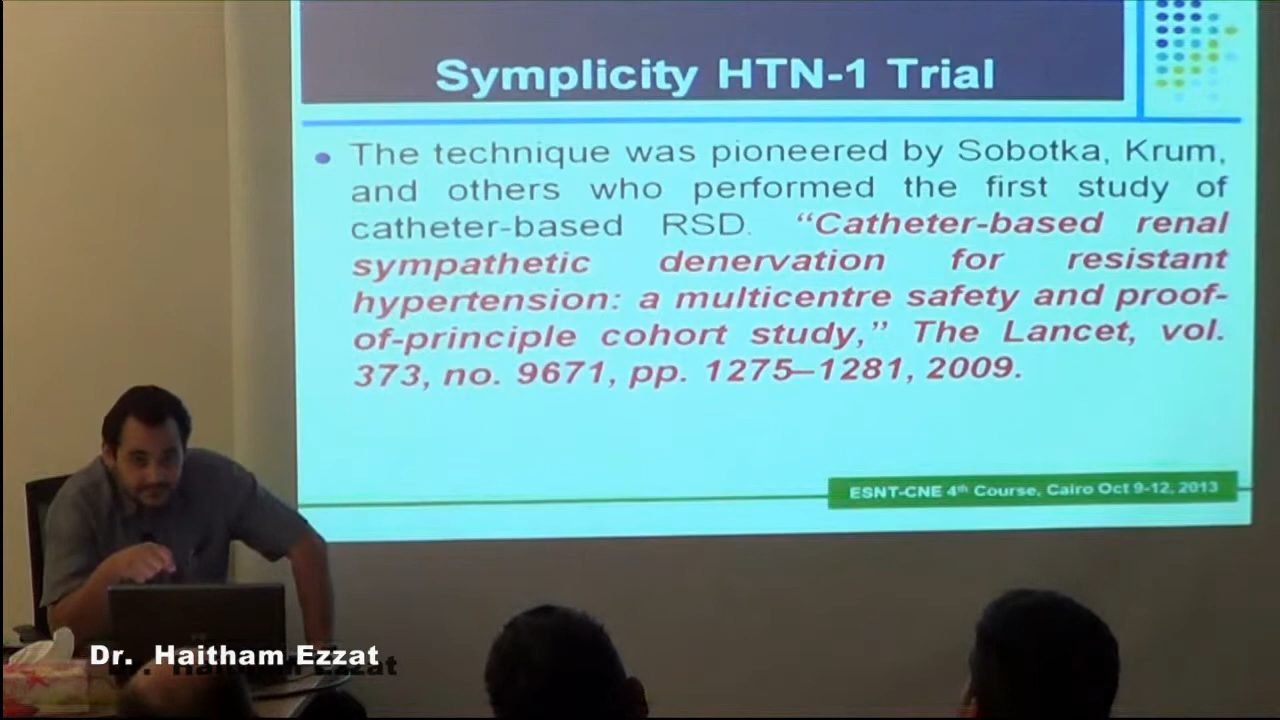 Symplicity HTN-1 Trial
The technique was pioneered by Sobotka, Krum,
and others who performed the first study of
catheter-based RSD. “Catheter-based renal
sympathetic denervation for resistant
hypertension: a multicentre safety and proof-
of-principle cohort study,” The Lancet, vol.
373, no. 9671, pp. 1275–1281, 2009.
ESNT-CNE 4th Course, Cairo Oct 9-12, 2013
Dr. Haitham Ezzat